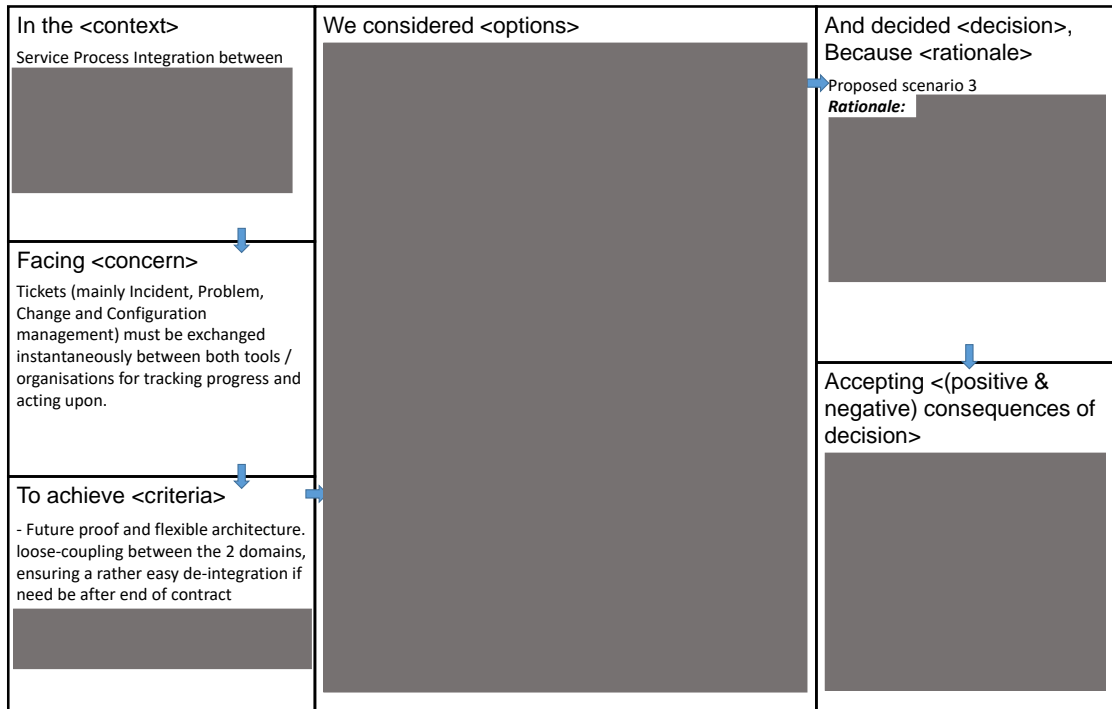 In the <context>
Service Process Integration between
Facing <concern>
Tickets (mainly Incident, Problem,
Change and Configuration
management) must be exchanged
instantaneously between both tools /
organisations for tracking progress and
acting upon.
To achieve <criteria>
- Future proof and flexible architecture.
loose-coupling between the 2 domains,
ensuring a rather easy de-integration if
need be after end of contract
We considered <options>
And decided <decision>,
Because <rationale>
Proposed scenario 3
Rationale:
Accepting <(positive &
negative) consequences of
decision>